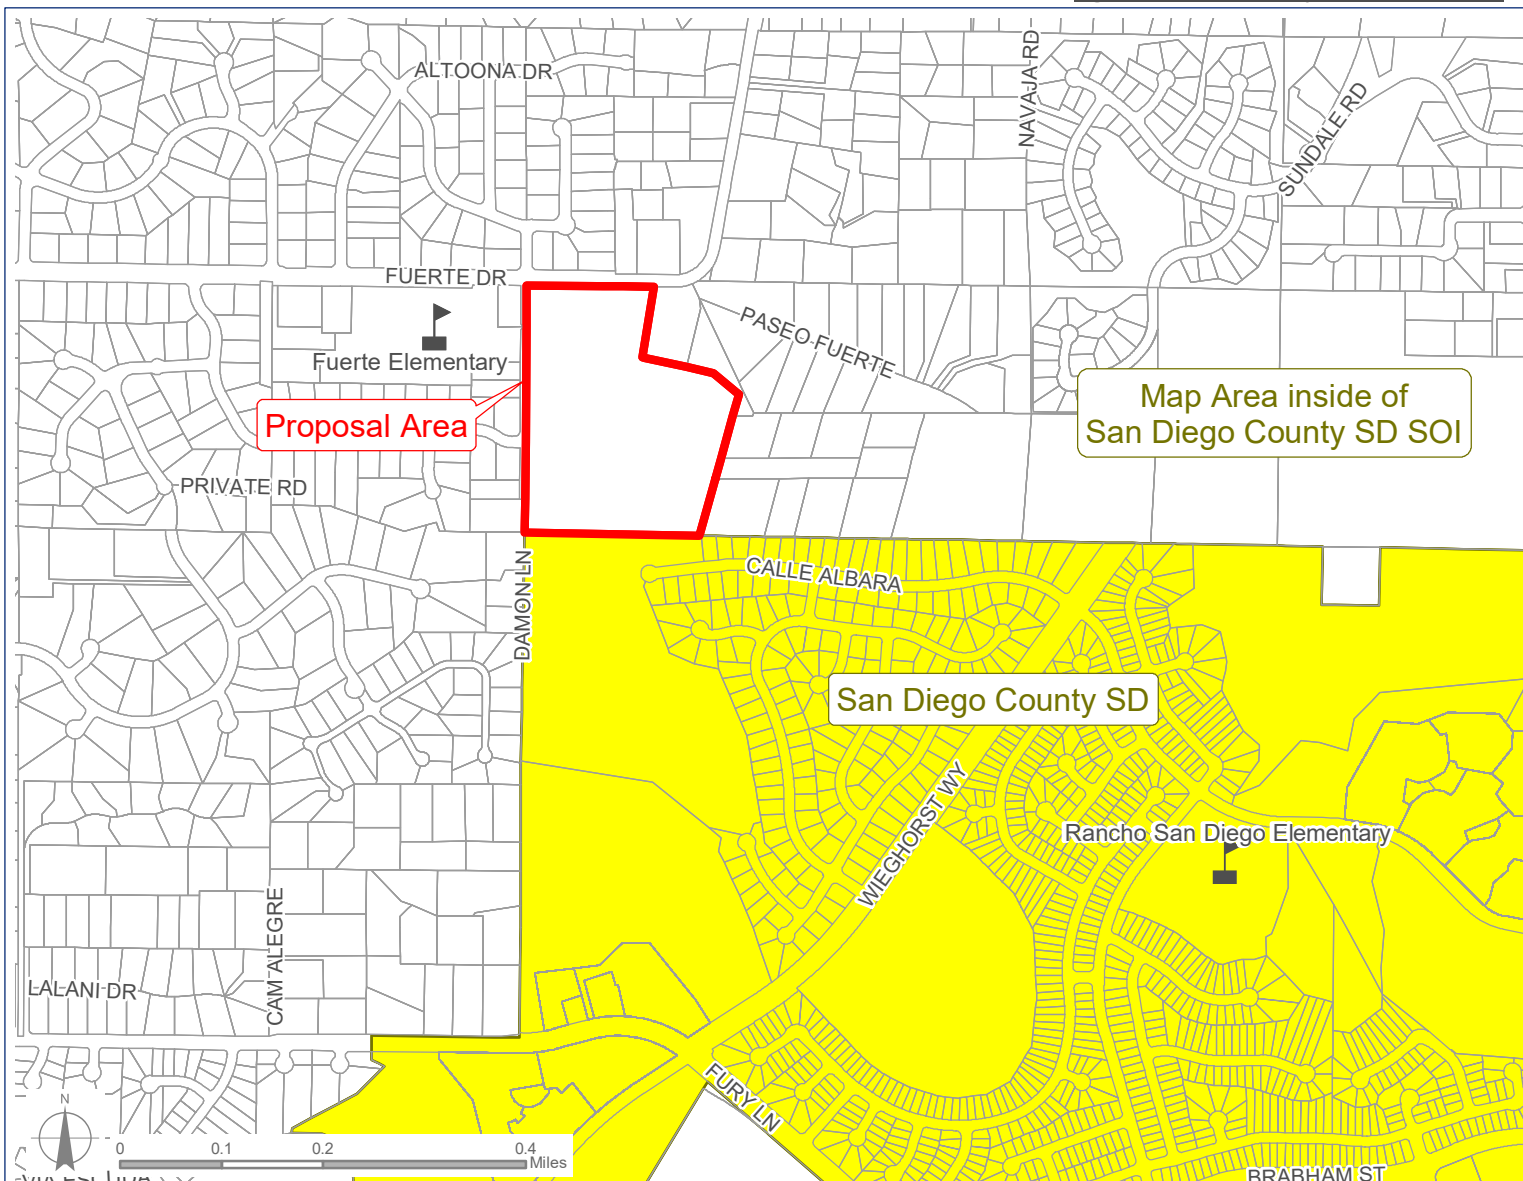 ALTOONA DR
NAVAJA RD
SUNDALE RD
FUERTE DR
PASEO FUERTE
Fuerte Elementary
Proposal Area
Map Area inside of
San Diego County SD SOI
PRIVATE RD
DAMON LN
CALLE ALBARA
San Diego County SD
WIEGHORST WY
Rancho San Diego Elementary
CAM ALEGRE
LALANI DR
FURY LN
N
0 0.1 0.2 0.4
Miles
BRABHAM ST